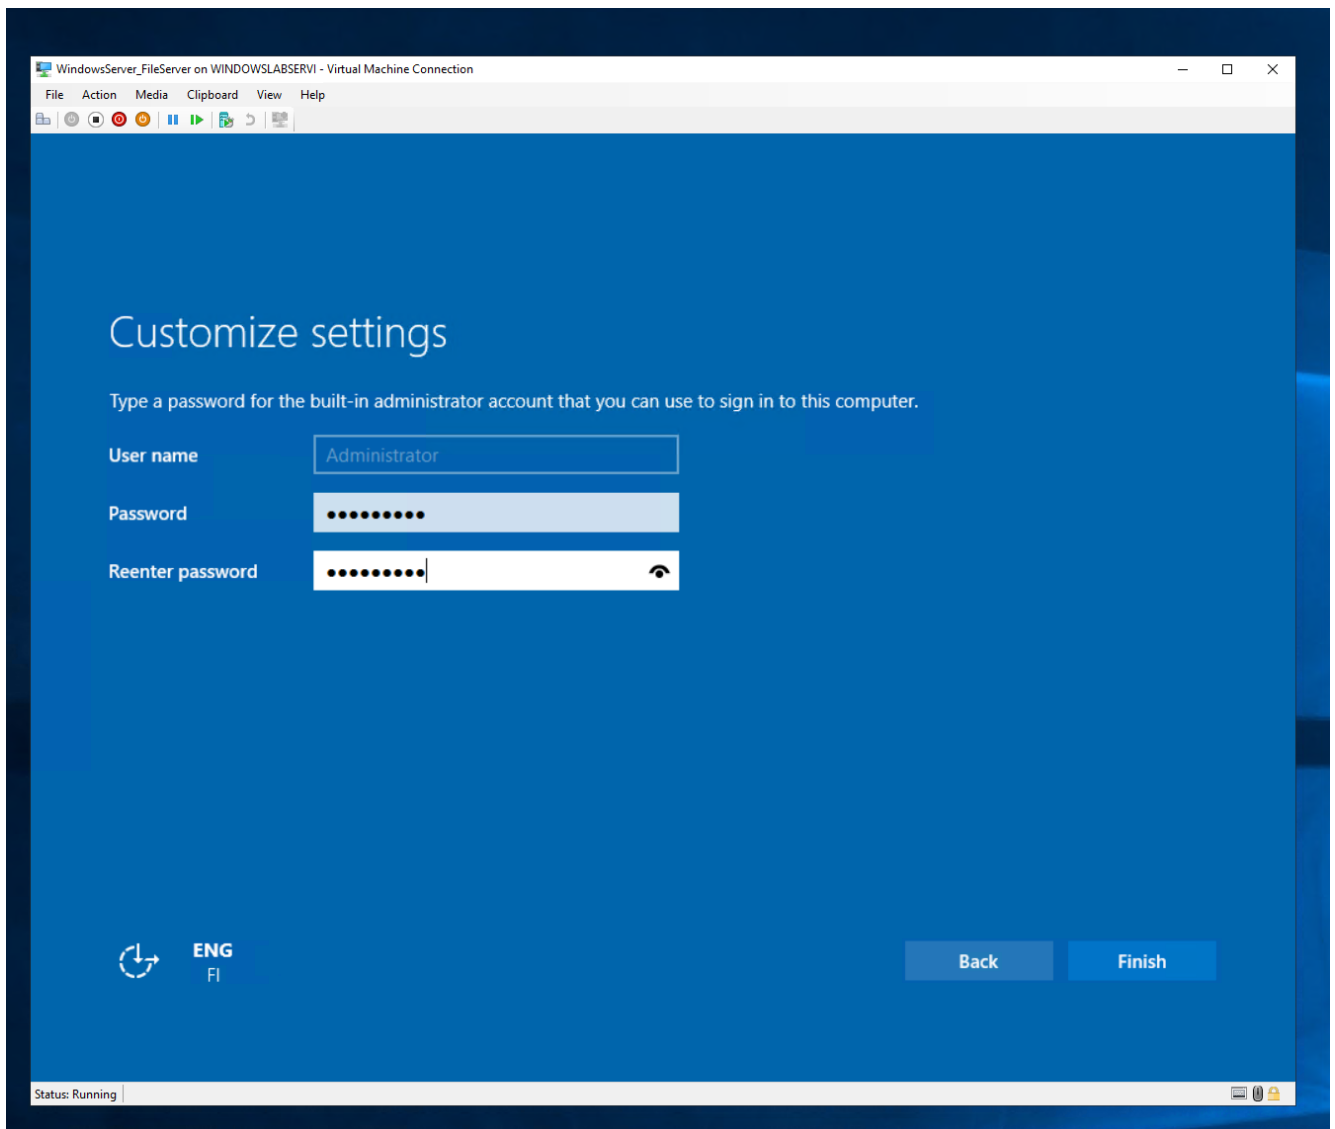 WindowsServer_FileServer on WINDOWSLABSERVI - Virtual Machine Connection
File Action Media Clipboard View Help
Customize settings
Type a password for the built-in administrator account that you can use to sign in to this computer.
User name Administrator
Password •••••••••
Reenter password •••••••••
ENG
FI
Back Finish
Status: Running